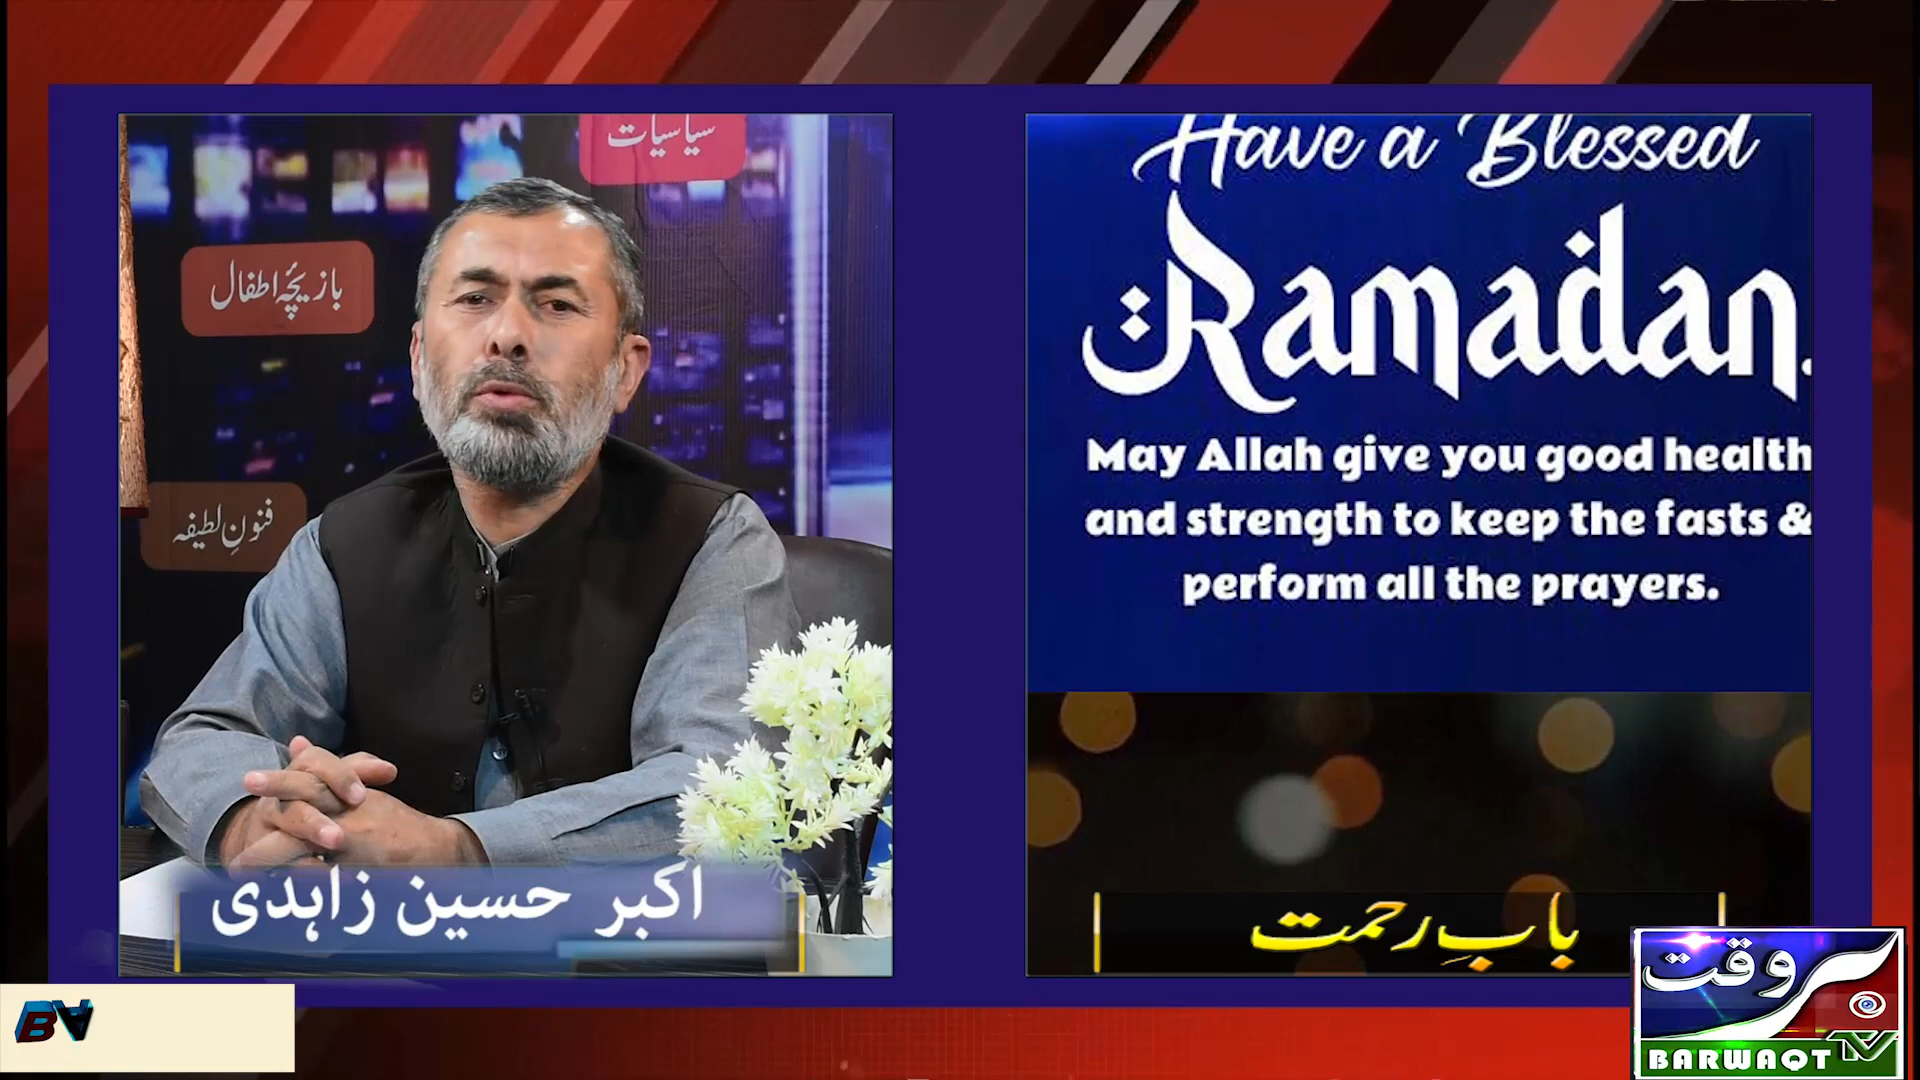 سیاسیات
بازیچۂ اطفال
فنونِ لطیفہ
اکبر حسین زاہدی
Have a Blessed
Ramadan.
May Allah give you good health
and strength to keep the fasts &
perform all the prayers.
بابِ رحمت
بروقت
BARWAQT TV
BA